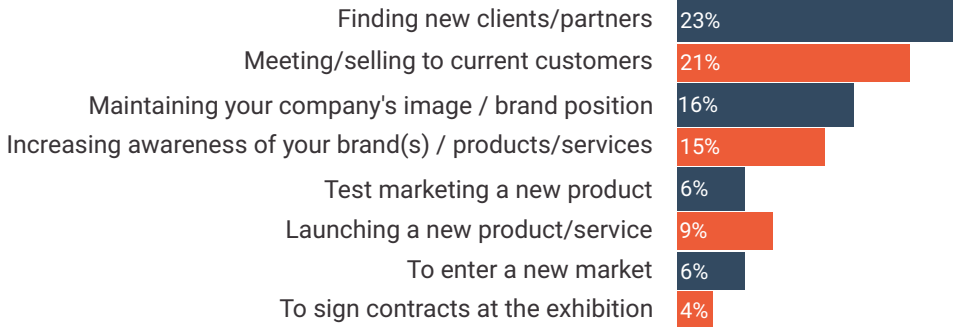 Finding new clients/partners 23%
Meeting/selling to current customers 21%
Maintaining your company's image / brand position 16%
Increasing awareness of your brand(s) / products/services 15%
Test marketing a new product 6%
Launching a new product/service 9%
To enter a new market 6%
To sign contracts at the exhibition 4%